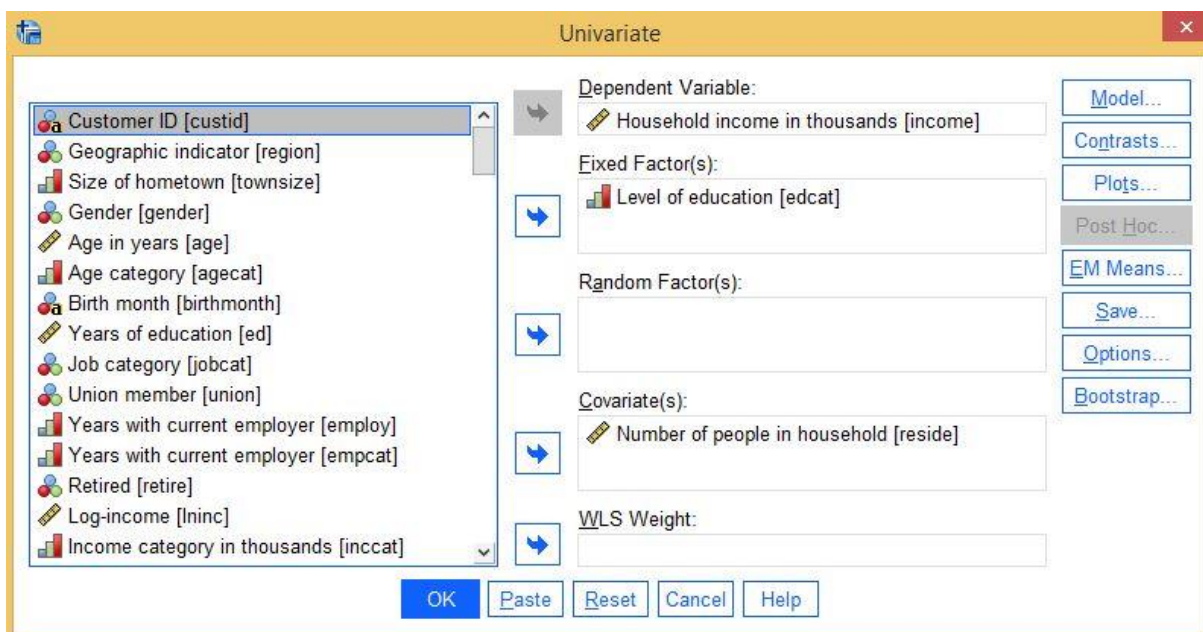 Univariate
Customer ID [custid]
Geographic indicator [region]
Size of hometown [townsize]
Gender [gender]
Age in years [age]
Age category [agecat]
Birth month [birthmonth]
Years of education [ed]
Job category [jobcat]
Union member [union]
Years with current employer [employ]
Years with current employer [empcat]
Retired [retire]
Log-income [lninc]
Income category in thousands [inccat]
Dependent Variable:
Household income in thousands [income]
Fixed Factor(s):
Level of education [edcat]
Random Factor(s):
Covariate(s):
Number of people in household [reside]
WLS Weight:
Model...
Contrasts...
Plots...
Post Hoc...
EM Means...
Save...
Options...
Bootstrap...
OK Paste Reset Cancel Help